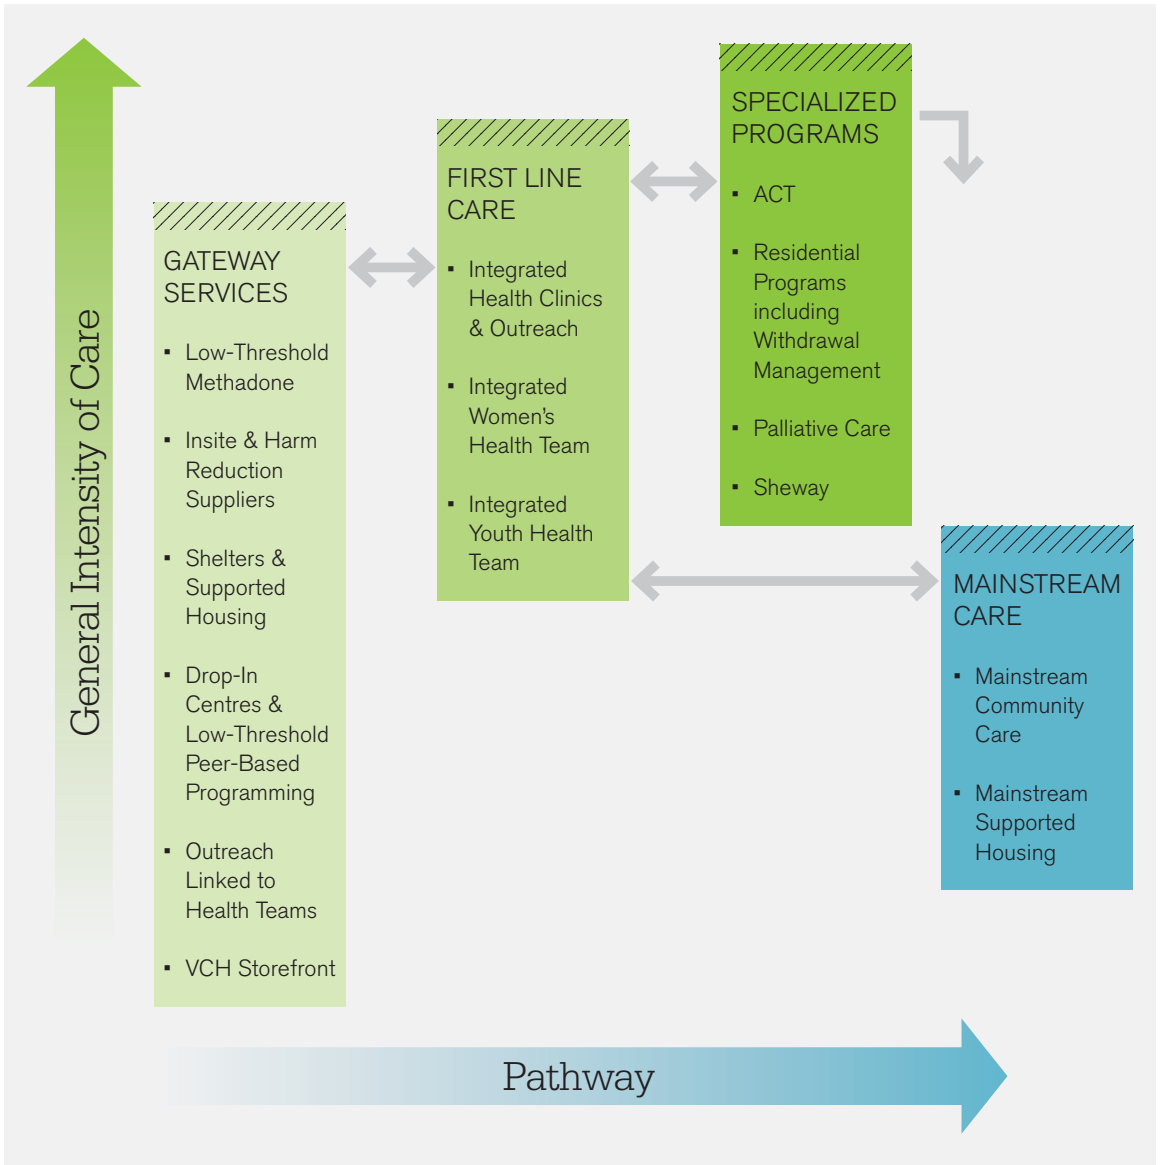 General Intensity of Care
GATEWAY
SERVICES
▪ Low-Threshold
Methadone
▪ Insite & Harm
Reduction
Suppliers
▪ Shelters &
Supported
Housing
▪ Drop-In
Centres &
Low-Threshold
Peer-Based
Programming
▪ Outreach
Linked to
Health Teams
▪ VCH Storefront
FIRST LINE
CARE
▪ Integrated
Health Clinics
& Outreach
▪ Integrated
Women’s
Health Team
▪ Integrated
Youth Health
Team
SPECIALIZED
PROGRAMS
▪ ACT
▪ Residential
Programs
including
Withdrawal
Management
▪ Palliative Care
▪ Sheway
MAINSTREAM
CARE
▪ Mainstream
Community
Care
▪ Mainstream
Supported
Housing
Pathway